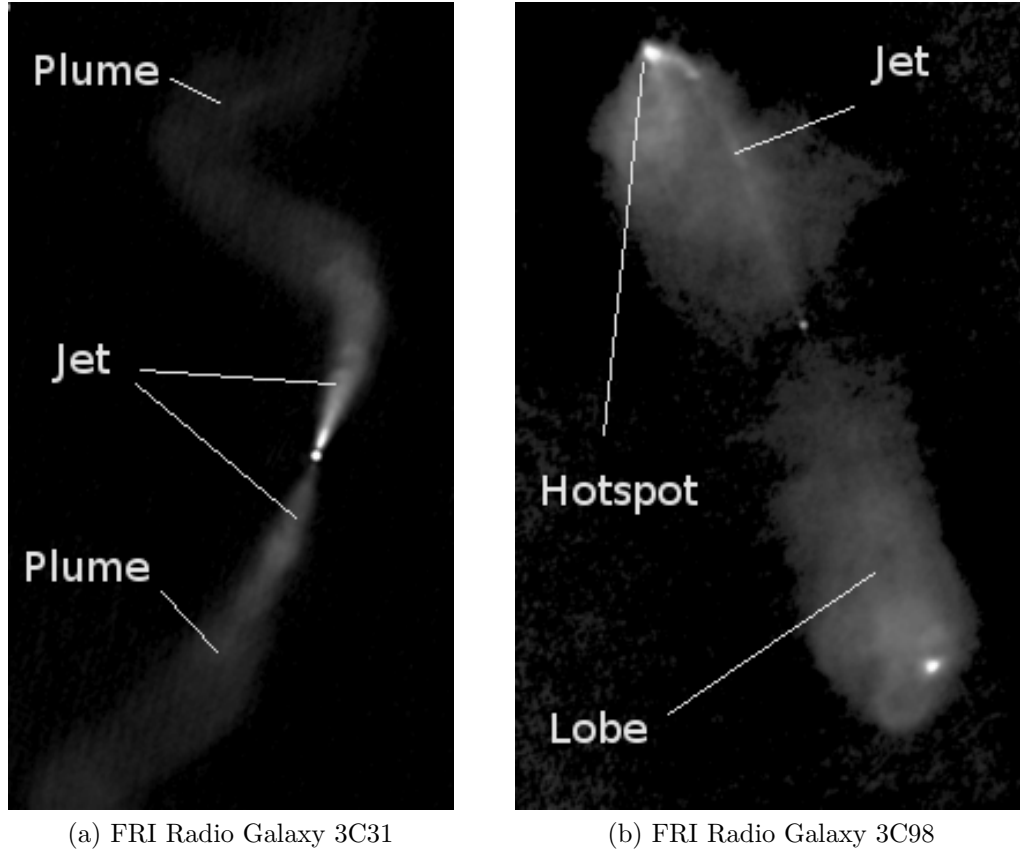 Plume
Jet
Plume
(a) FRI Radio Galaxy 3C31
Jet
Hotspot
Lobe
(b) FRI Radio Galaxy 3C98